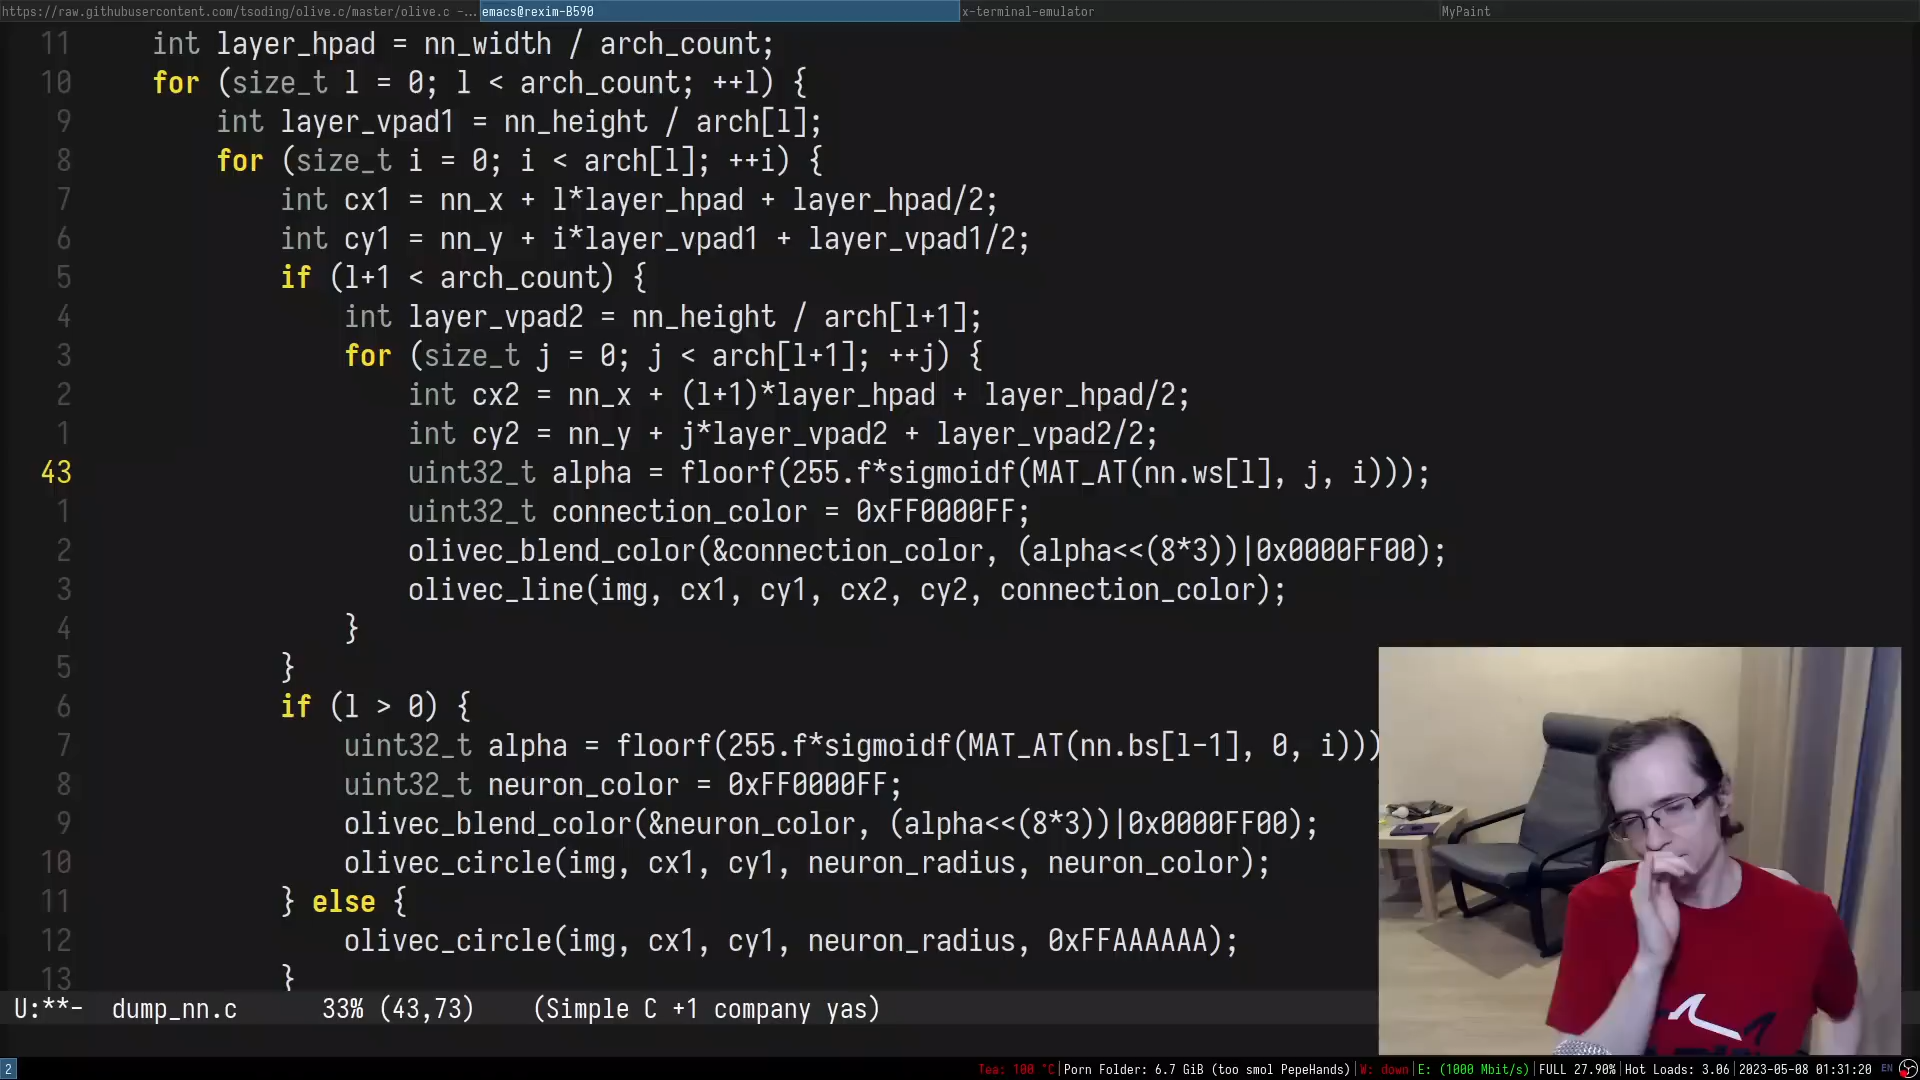 https://raw.githubusercontent.com/tsoding/olive.c/master/olive.c -... emacs@rexim-B590 x-terminal-emulator MyPaint
11 int layer_hpad = nn_width / arch_count;
10 for (size_t l = 0; l < arch_count; ++l) {
9 int layer_vpad1 = nn_height / arch[l];
8 for (size_t i = 0; i < arch[l]; ++i) {
7 int cx1 = nn_x + l*layer_hpad + layer_hpad/2;
6 int cy1 = nn_y + i*layer_vpad1 + layer_vpad1/2;
5 if (l+1 < arch_count) {
4 int layer_vpad2 = nn_height / arch[l+1];
3 for (size_t j = 0; j < arch[l+1]; ++j) {
2 int cx2 = nn_x + (l+1)*layer_hpad + layer_hpad/2;
1 int cy2 = nn_y + j*layer_vpad2 + layer_vpad2/2;
43 uint32_t alpha = floorf(255.f*sigmoidf(MAT_AT(nn.ws[l], j, i)));
1 uint32_t connection_color = 0xFF0000FF;
2 olivec_blend_color(&connection_color, (alpha<<(8*3))|0x0000FF00);
3 olivec_line(img, cx1, cy1, cx2, cy2, connection_color);
4 }
5 }
6 if (l > 0) {
7 uint32_t alpha = floorf(255.f*sigmoidf(MAT_AT(nn.bs[l-1], 0, i)))
8 uint32_t neuron_color = 0xFF0000FF;
9 olivec_blend_color(&neuron_color, (alpha<<(8*3))|0x0000FF00);
10 olivec_circle(img, cx1, cy1, neuron_radius, neuron_color);
11 } else {
12 olivec_circle(img, cx1, cy1, neuron_radius, 0xFFAAAAAA);
13 }
U:**- dump_nn.c 33% (43,73) (Simple C +1 company yas)
2 Tea: 100 °C|Porn Folder: 6.7 GiB (too smol PepeHands)|W: down|E: (1000 Mbit/s)|FULL 27.90%|Hot Loads: 3.06|2023-05-08 01:31:20 EN